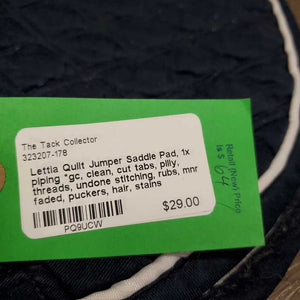 The Tack Collector
323207-178
Lettia Quilt Jumper Saddle Pad, 1x
piping *gc, clean, cut tabs, pilly,
threads, undone stitching, rubs, mnr
faded, puckers, hair, stains
$29.00
PQ9UCW
Retail (New) Price
is $ 64